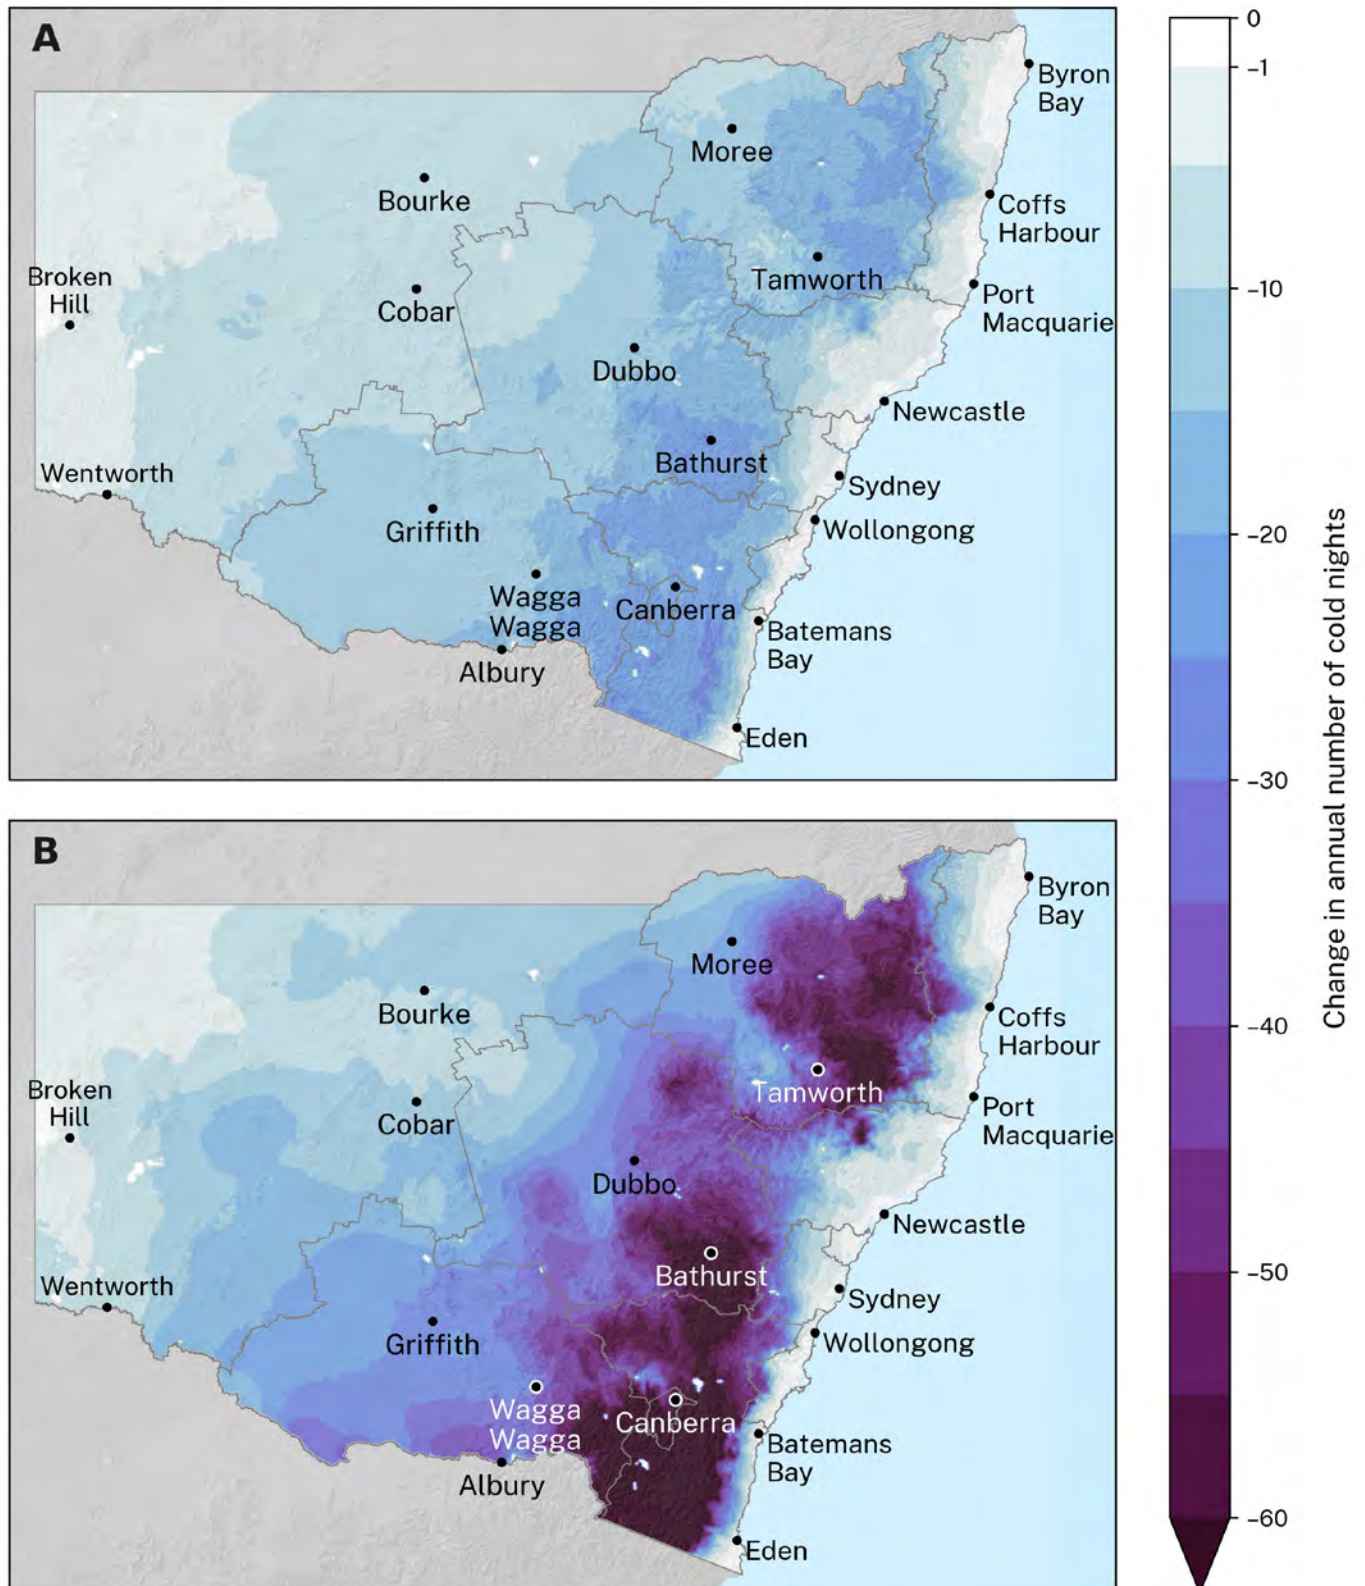 A
Byron
Bay
Moree
Bourke
Coffs
Harbour
Broken
Hill
Tamworth
Cobar
Port
Macquarie
Dubbo
Newcastle
Bathurst
Wentworth
Sydney
Griffith
Wollongong
Wagga
Wagga
Canberra
Batemans
Bay
Albury
Eden
B
Byron
Bay
Moree
Bourke
Coffs
Harbour
Broken
Hill
Tamworth
Cobar
Port
Macquarie
Dubbo
Newcastle
Bathurst
Wentworth
Sydney
Griffith
Wollongong
Wagga
Wagga
Canberra
Batemans
Bay
Albury
Eden
0
−1
−10
−20
−30
−40
−50
−60
Change in annual number of cold nights